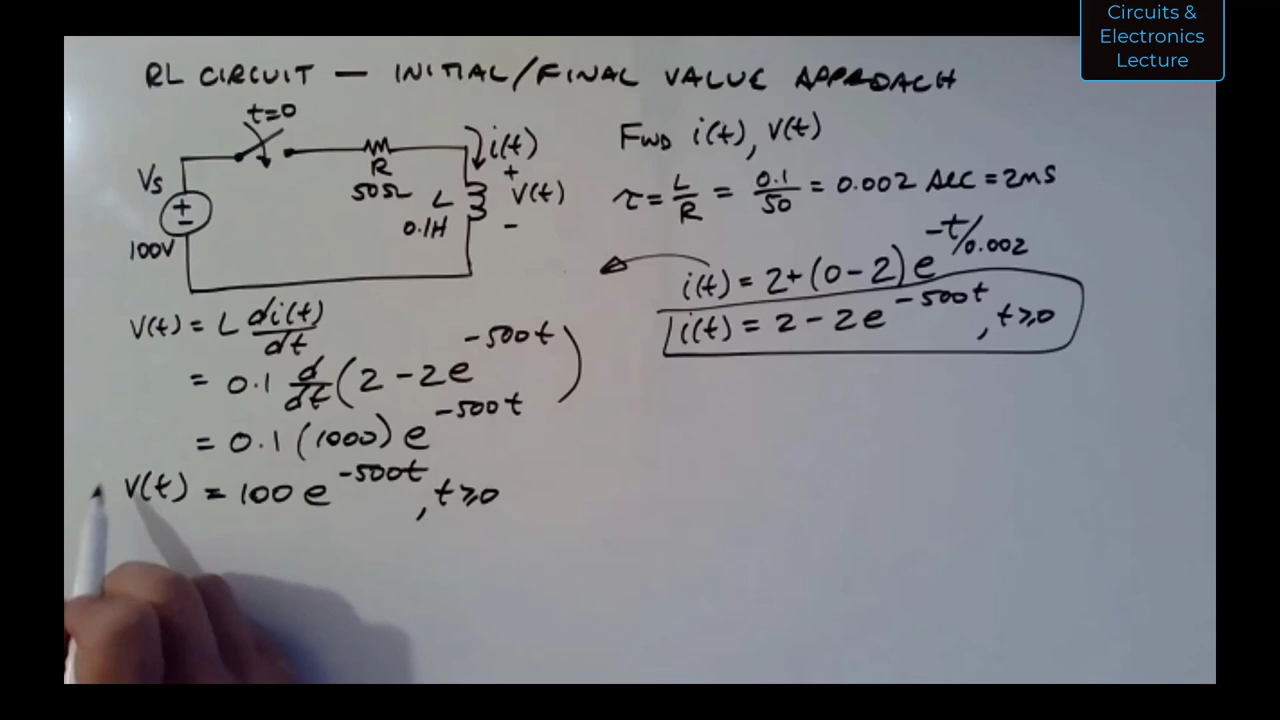 Circuits &
Electronics
Lecture
RL CIRCUIT — INITIAL/FINAL VALUE APPROACH
t=0
i(t)
Vs
+
−
100V
R
50Ω
L
0.1H
+
V(t)
−
FIND i(t), V(t)
τ = L/R = 0.1/50 = 0.002 SEC = 2ms
i(t) = 2+(0−2)e^−t/0.002
i(t) = 2−2e^−500t, t≥0
V(t) = L di(t)/dt
= 0.1 d/dt (2−2e^−500t)
= 0.1 (1000) e^−500t
V(t) = 100 e^−500t, t≥0